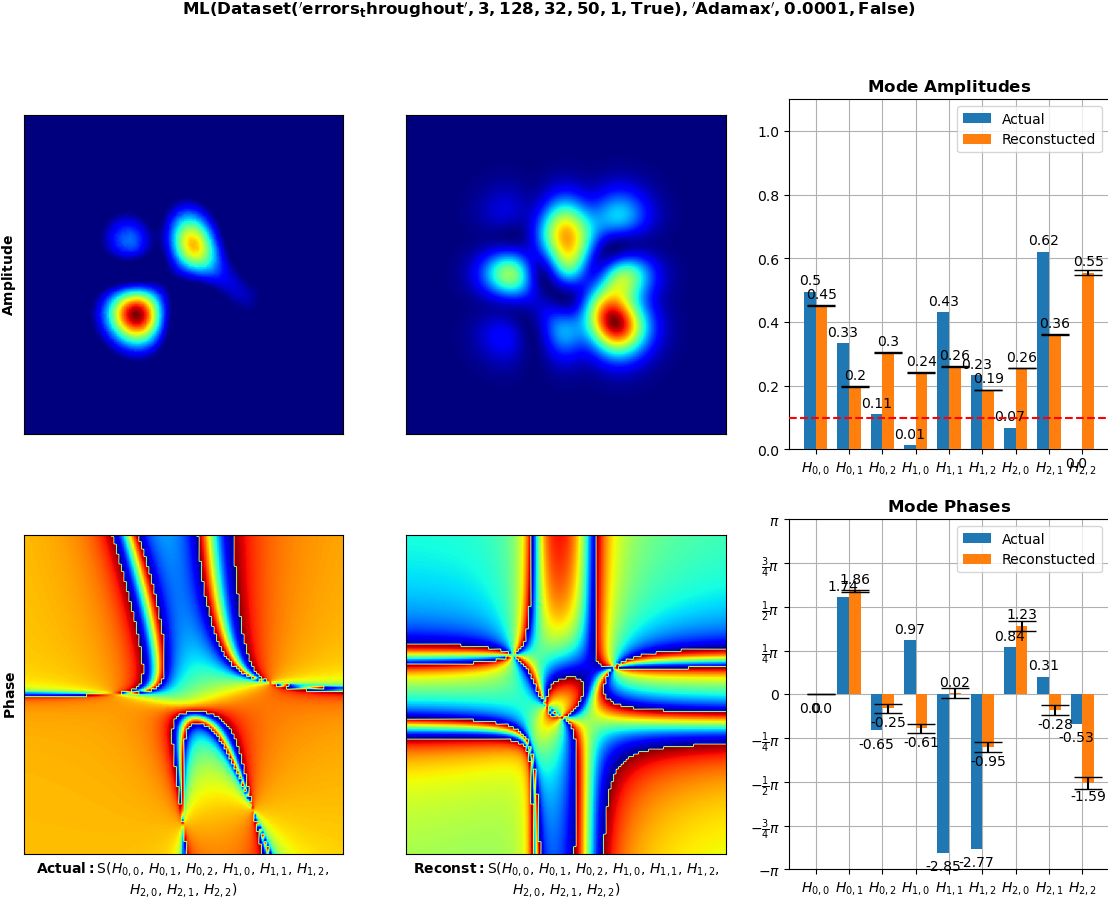 ML(Dataset('errors_throughout', 3, 128, 32, 50, 1, True), 'Adamax', 0.0001, False)
Amplitude
Mode Amplitudes
Actual
Reconstucted
1.0
0.8
0.6
0.4
0.2
0.0
0.5
0.45
0.33
0.2
0.11
0.3
0.01
0.24
0.43
0.26
0.23
0.19
0.07
0.26
0.62
0.36
0.0
0.55
H0,0 H0,1 H0,2 H1,0 H1,1 H1,2 H2,0 H2,1 H2,2
Phase
Mode Phases
Actual
Reconstucted
π
3/4π
1/2π
1/4π
0
−1/4π
−1/2π
−3/4π
−π
0.0
0.0
1.74
1.86
-0.65
-0.25
0.97
-0.61
-2.85
0.02
-2.77
-0.95
0.84
1.23
0.31
-0.28
-0.53
-1.59
H0,0 H0,1 H0,2 H1,0 H1,1 H1,2 H2,0 H2,1 H2,2
Actual: S(H0,0, H0,1, H0,2, H1,0, H1,1, H1,2,
H2,0, H2,1, H2,2)
Reconst: S(H0,0, H0,1, H0,2, H1,0, H1,1, H1,2,
H2,0, H2,1, H2,2)